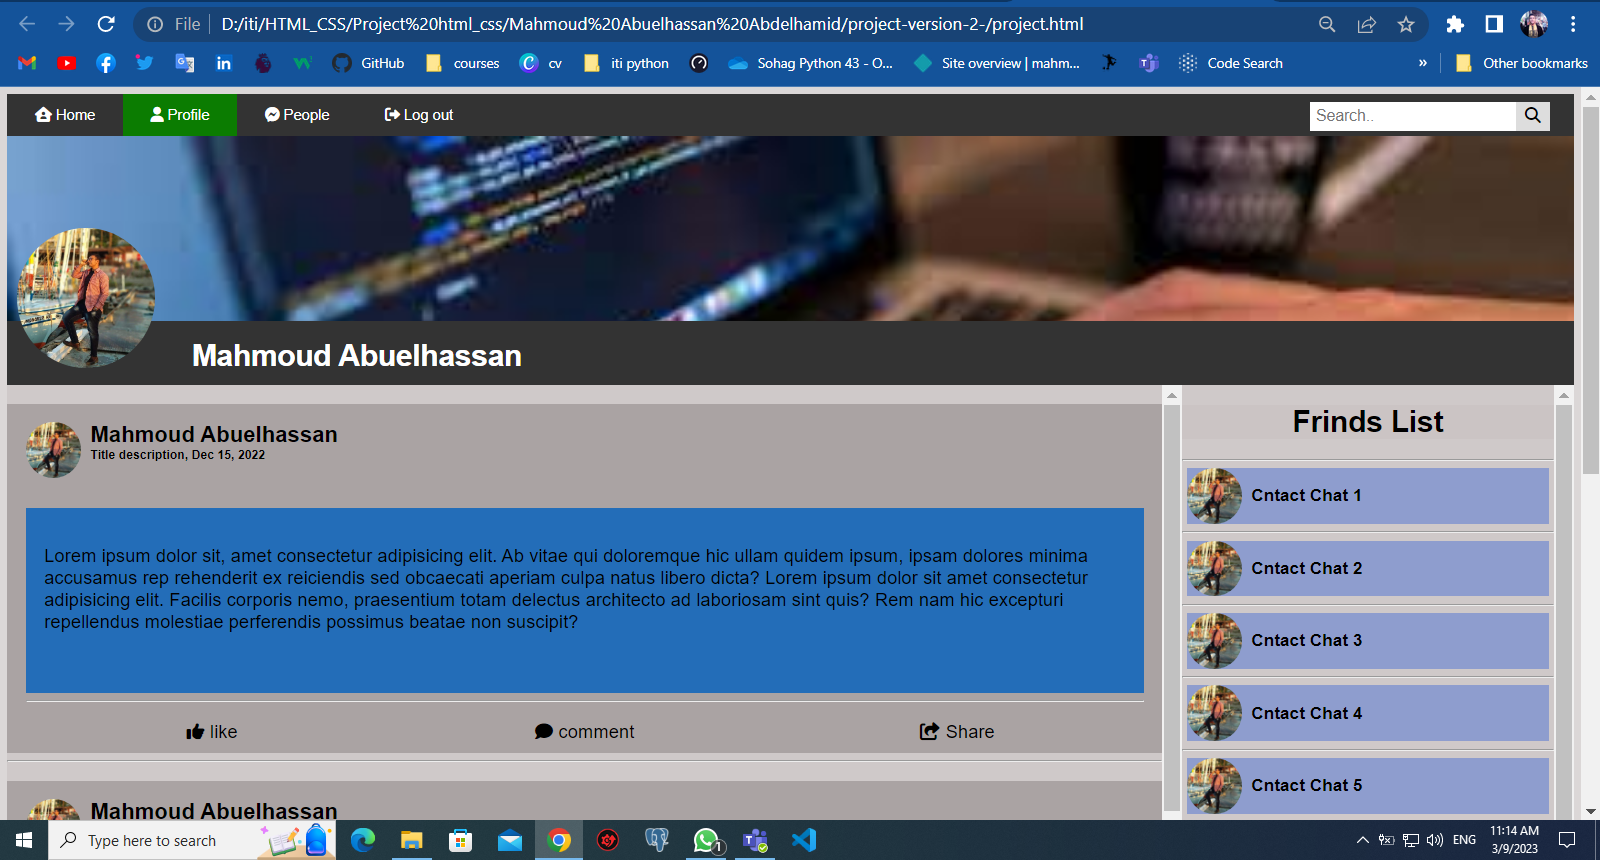 File D:/iti/HTML_CSS/Project%20html_css/Mahmoud%20Abuelhassan%20Abdelhamid/project-version-2-/project.html
GitHub courses cv iti python Sohag Python 43 - O... Site overview | mahm... Code Search » Other bookmarks
Home Profile People Log out Search..
Mahmoud Abuelhassan
Mahmoud Abuelhassan
Title description, Dec 15, 2022
Lorem ipsum dolor sit, amet consectetur adipisicing elit. Ab vitae qui doloremque hic ullam quidem ipsum, ipsam dolores minima
accusamus rep rehenderit ex reiciendis sed obcaecati aperiam culpa natus libero dicta? Lorem ipsum dolor sit amet consectetur
adipisicing elit. Facilis corporis nemo, praesentium totam delectus architecto ad laboriosam sint quis? Rem nam hic excepturi
repellendus molestiae perferendis possimus beatae non suscipit?
like comment Share
Mahmoud Abuelhassan
Frinds List
Cntact Chat 1
Cntact Chat 2
Cntact Chat 3
Cntact Chat 4
Cntact Chat 5
Type here to search
1
ENG
11:14 AM
3/9/2023